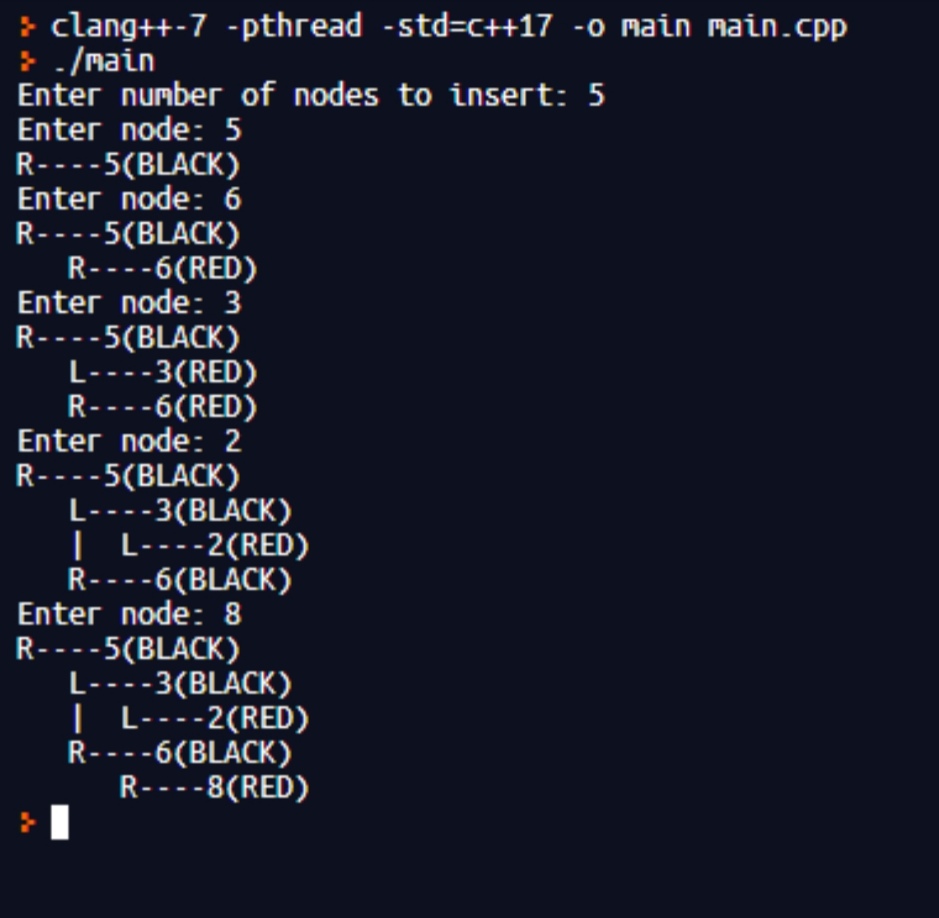 clang++-7 -pthread -std=c++17 -o main main.cpp
./main
Enter number of nodes to insert: 5
Enter node: 5
R----5(BLACK)
Enter node: 6
R----5(BLACK)
   R----6(RED)
Enter node: 3
R----5(BLACK)
   L----3(RED)
   R----6(RED)
Enter node: 2
R----5(BLACK)
   L----3(BLACK)
   |  L----2(RED)
   R----6(BLACK)
Enter node: 8
R----5(BLACK)
   L----3(BLACK)
   |  L----2(RED)
   R----6(BLACK)
      R----8(RED)